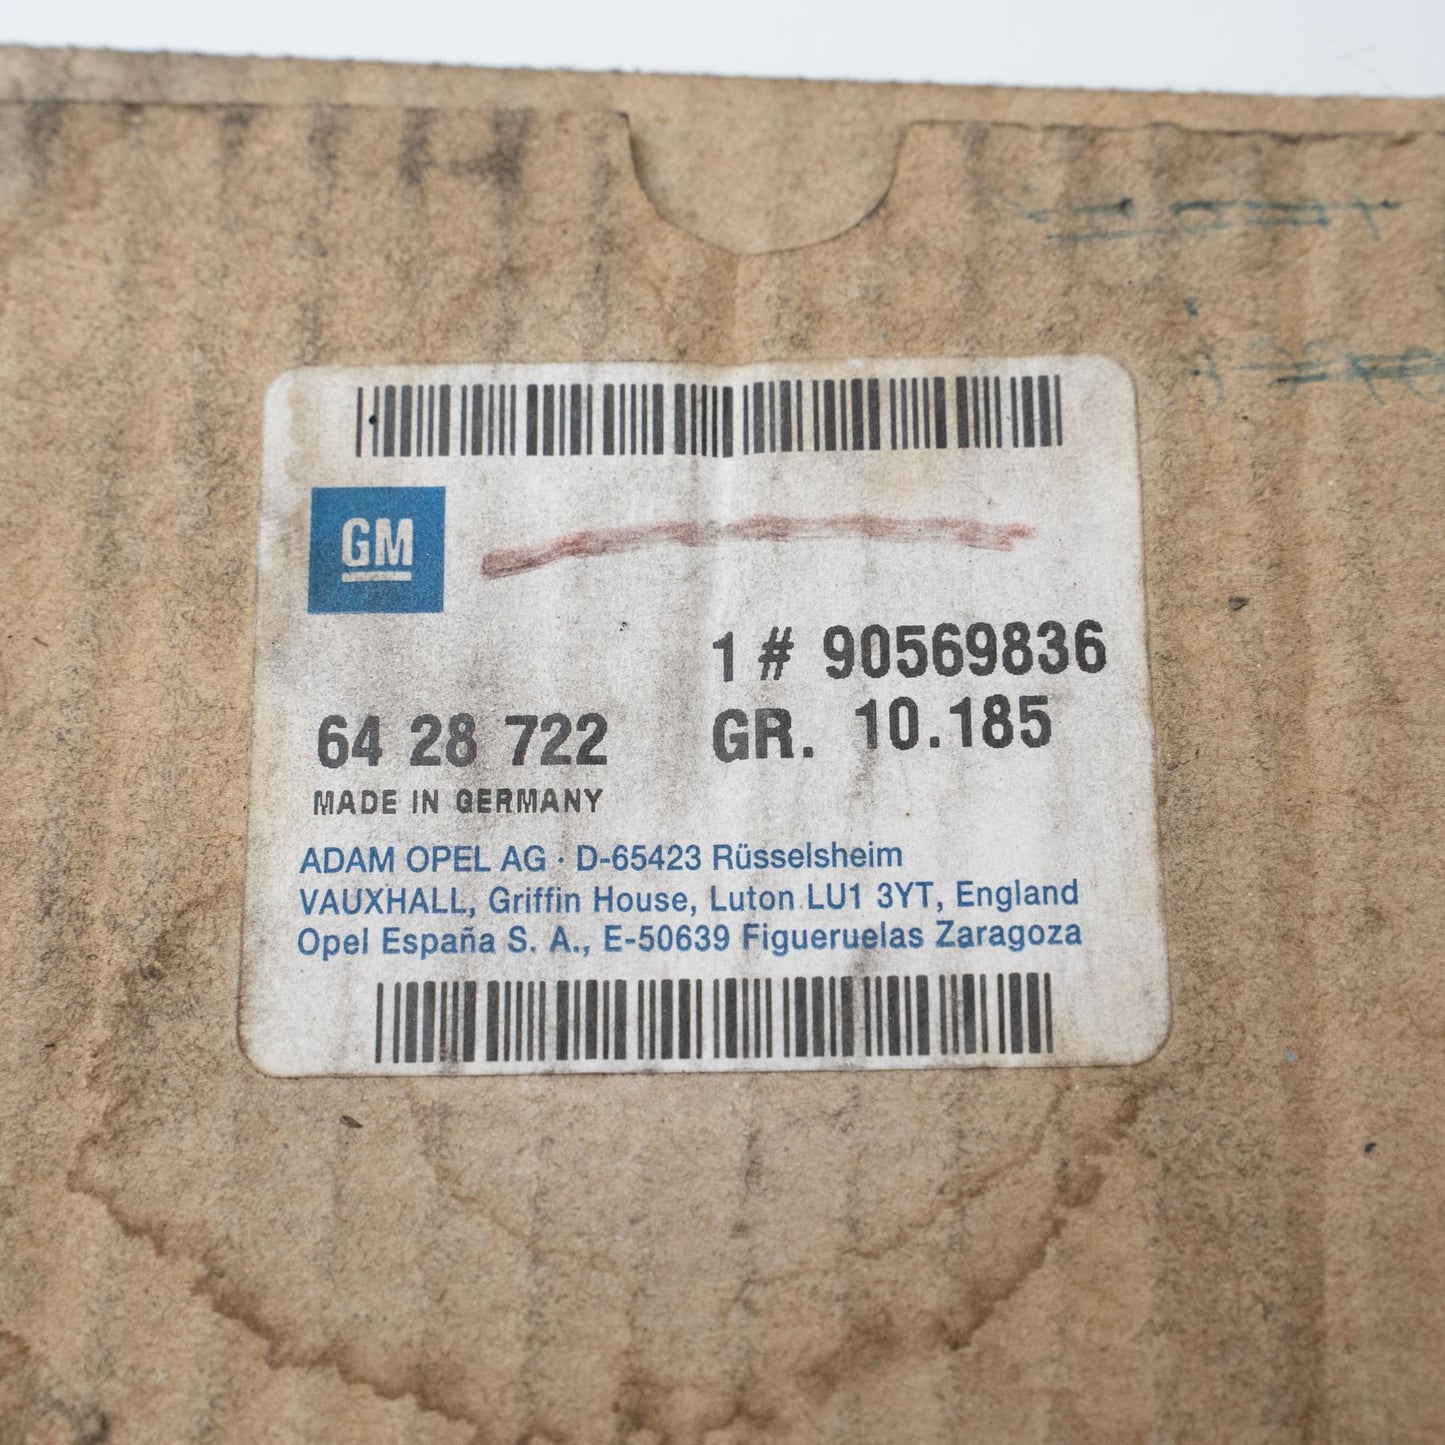 GM
1 # 90569836
64 28 722 GR. 10.185
MADE IN GERMANY
ADAM OPEL AG · D-65423 Rüsselsheim
VAUXHALL, Griffin House, Luton LU1 3YT, England
Opel España S. A., E-50639 Figueruelas Zaragoza